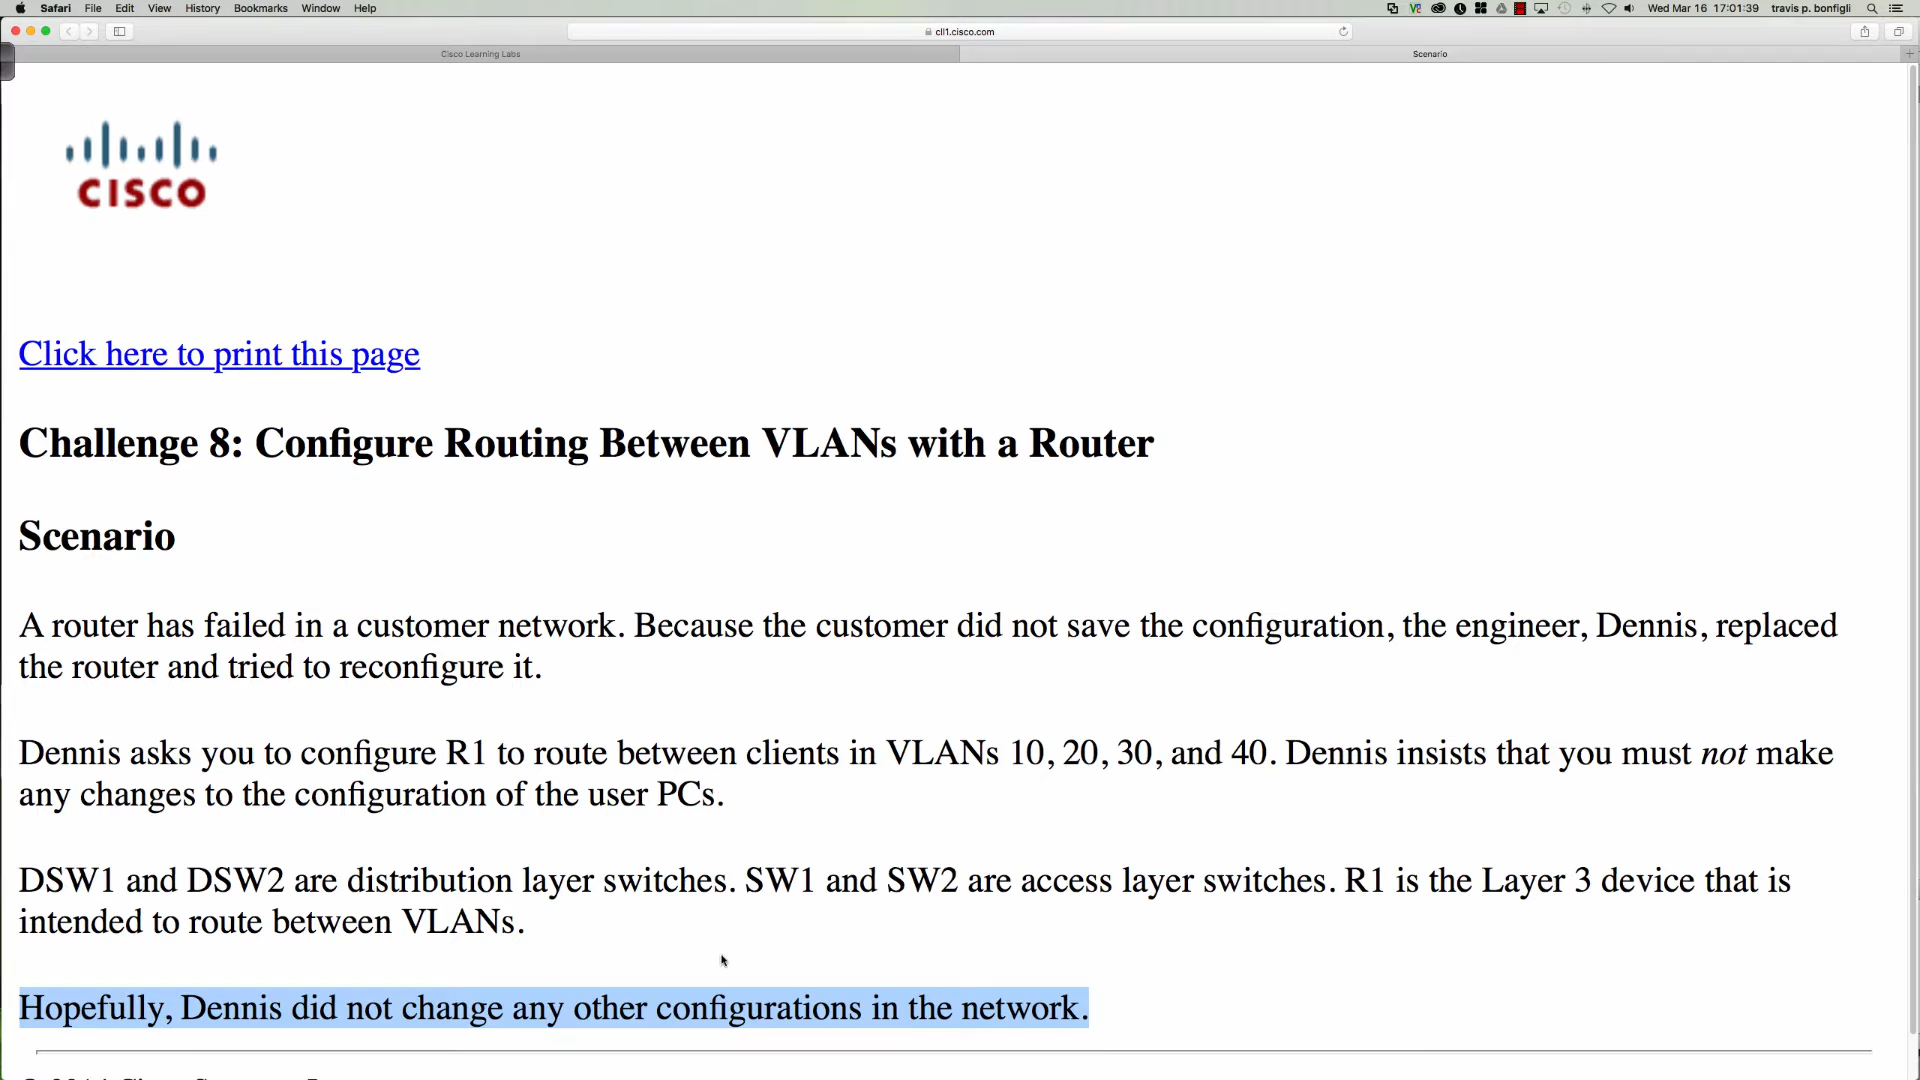 Safari File Edit View History Bookmarks Window Help Wed Mar 16 17:01:39 travis p. bonfigli
cll1.cisco.com
Cisco Learning Labs Scenario
CISCO
Click here to print this page
Challenge 8: Configure Routing Between VLANs with a Router
Scenario
A router has failed in a customer network. Because the customer did not save the configuration, the engineer, Dennis, replaced
the router and tried to reconfigure it.
Dennis asks you to configure R1 to route between clients in VLANs 10, 20, 30, and 40. Dennis insists that you must not make
any changes to the configuration of the user PCs.
DSW1 and DSW2 are distribution layer switches. SW1 and SW2 are access layer switches. R1 is the Layer 3 device that is
intended to route between VLANs.
Hopefully, Dennis did not change any other configurations in the network.